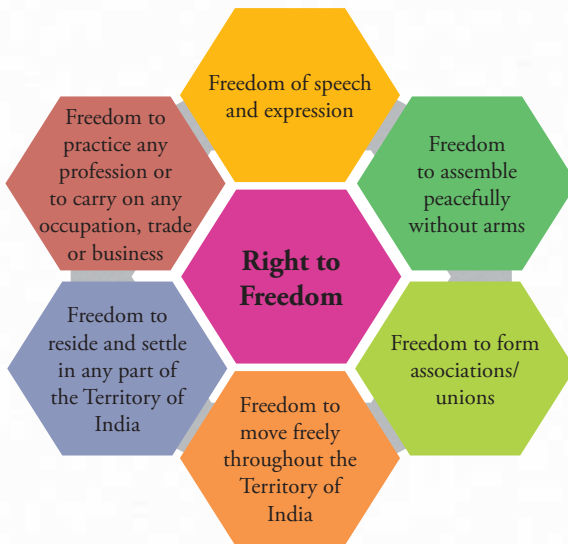 Freedom of speech
and expression
Freedom
to assemble
peacefully
without arms
Freedom to form
associations/
unions
Freedom to
move freely
throughout the
Territory of
India
Freedom to
reside and settle
in any part of
the Territory of
India
Freedom to
practice any
profession or
to carry on any
occupation, trade
or business
Right to
Freedom